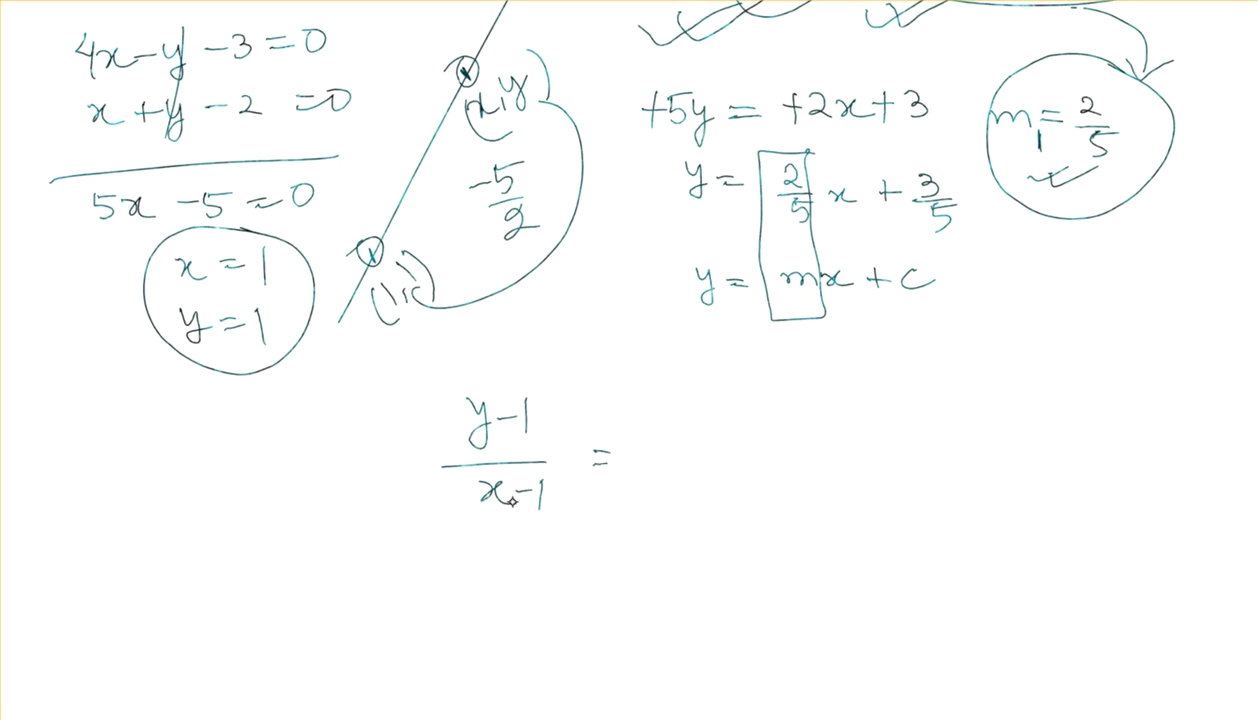 4x-y-3=0
x+y-2=0
5x-5=0
x=1
y=1
(x,y)
-5/2
(1,1)
+5y=+2x+3
y=2/5 x+3/5
y=mx+c
m₁=2/5
y-1/x-1 =